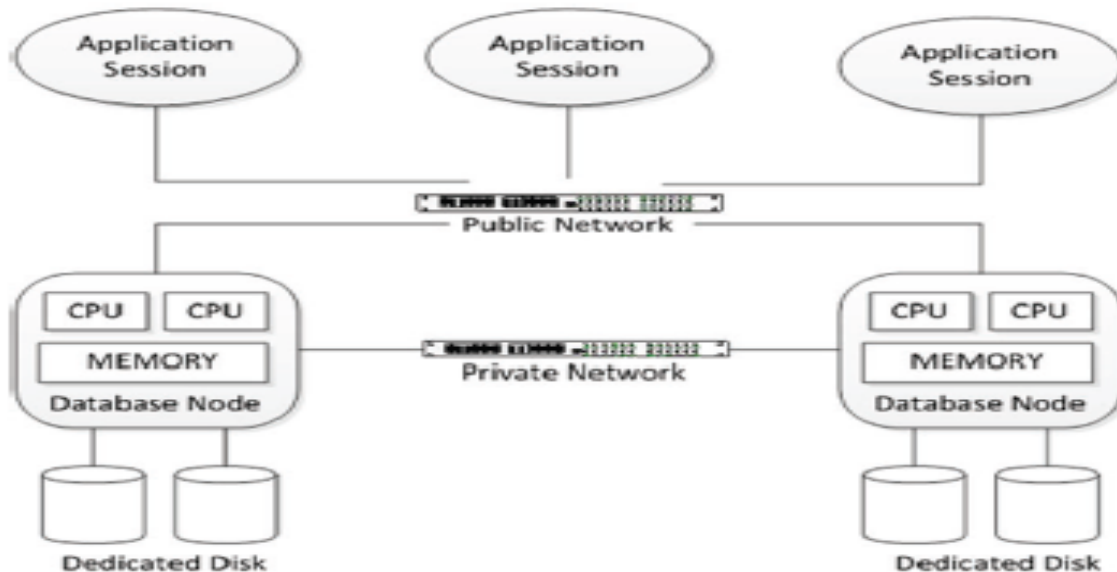 Application
Session
Application
Session
Application
Session
Public Network
CPU
CPU
MEMORY
Database Node
Private Network
CPU
CPU
MEMORY
Database Node
Dedicated Disk
Dedicated Disk